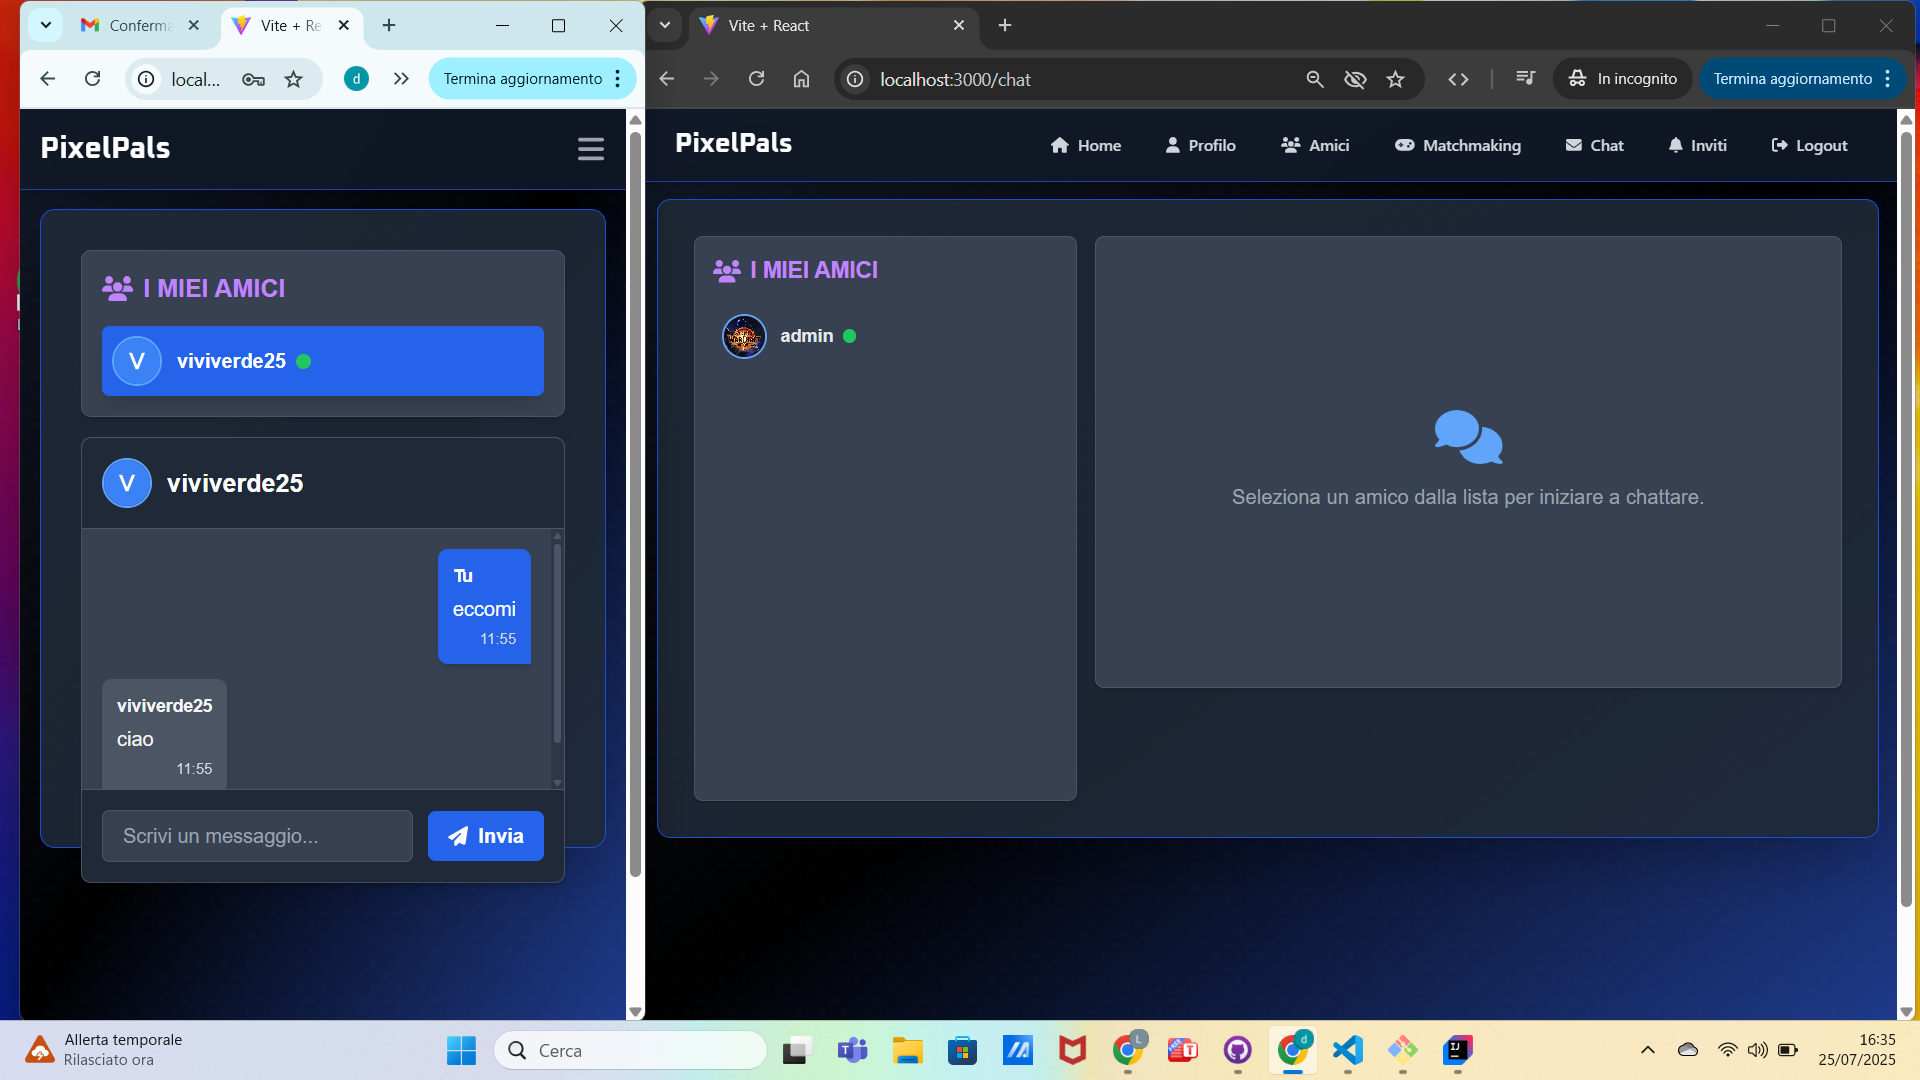 Conferma
Vite + Re
local...
d
Termina aggiornamento
PixelPals
I MIEI AMICI
V viviverde25
V viviverde25
Tu
eccomi
11:55
viviverde25
ciao
11:55
Scrivi un messaggio...
Invia
Vite + React
localhost:3000/chat
In incognito
Termina aggiornamento
PixelPals
Home
Profilo
Amici
Matchmaking
Chat
Inviti
Logout
I MIEI AMICI
admin
Seleziona un amico dalla lista per iniziare a chattare.
Allerta temporale
Rilasciato ora
Cerca
L
FREE
T
d
IJ
16:35
25/07/2025